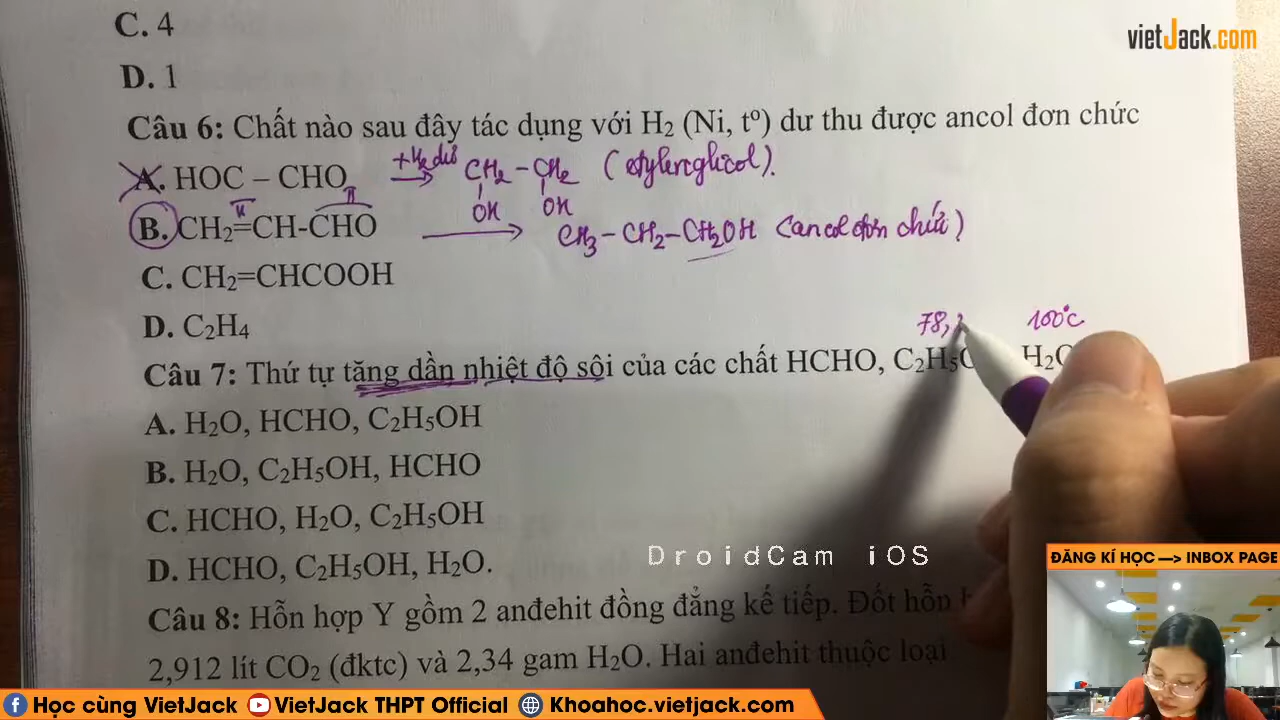 C. 4
vietJack.com
D. 1
Câu 6: Chất nào sau đây tác dụng với H₂ (Ni, tº) dư thu được ancol đơn chức
A. HOC – CHO +H₂ dư CH₂ – CH₂ (etylenglicol).
OH OH
B. CH₂=CH-CHO CH₃ – CH₂ – CH₂OH (ancol đơn chức)
π π
C. CH₂=CHCOOH
D. C₂H₄
78, 100°C
Câu 7: Thứ tự tăng dần nhiệt độ sôi của các chất HCHO, C₂H₅O H₂O
A. H₂O, HCHO, C₂H₅OH
B. H₂O, C₂H₅OH, HCHO
C. HCHO, H₂O, C₂H₅OH
D. HCHO, C₂H₅OH, H₂O.
DroidCam iOS
Câu 8: Hỗn hợp Y gồm 2 anđehit đồng đẳng kế tiếp. Đốt hỗn
2,912 lít CO₂ (đktc) và 2,34 gam H₂O. Hai anđehit thuộc loại
ĐĂNG KÍ HỌC —> INBOX PAGE
Học cùng VietJack VietJack THPT Official Khoahoc.vietjack.com